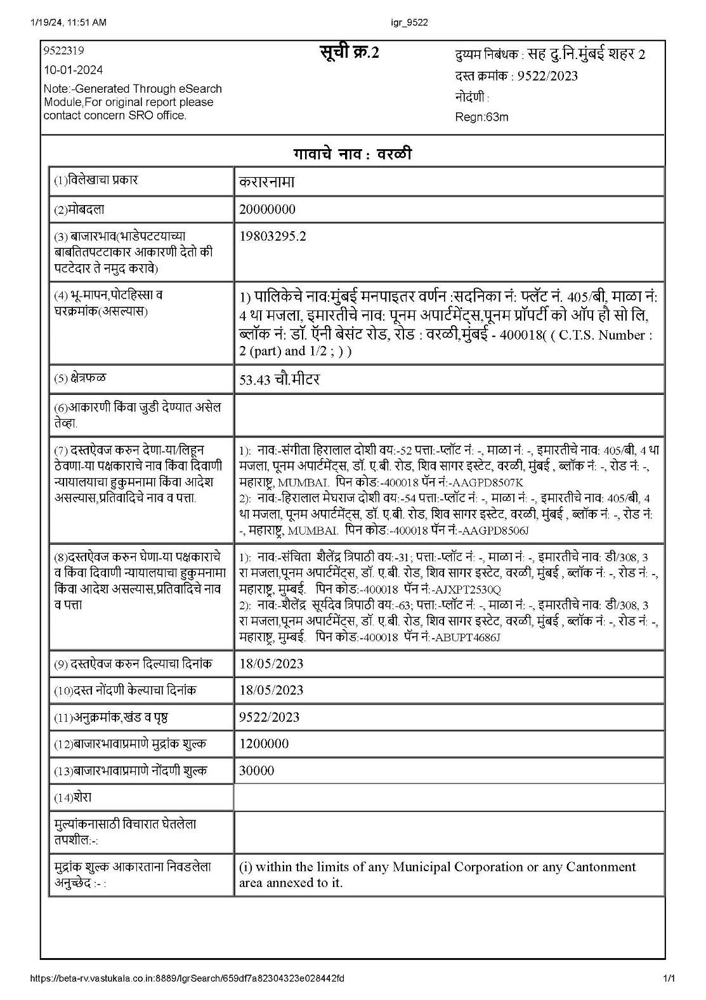 1/19/24, 11:51 AM
igr_9522
9522319
10-01-2024
Note:-Generated Through eSearch
Module,For original report please
contact concern SRO office.
सूची क्र.2
दुय्यम निबंधक : सह दु.नि.मुंबई शहर 2
दस्त क्रमांक : 9522/2023
नोदंणी :
Regn:63m
गावाचे नाव : वरळी
(1)विलेखाचा प्रकार
करारनामा
(2)मोबदला
20000000
(3) बाजारभाव(भाडेपटटयाच्या
बाबतितपटटाकार आकारणी देतो की
पटटेदार ते नमुद करावे)
19803295.2
(4) भू-मापन,पोटहिस्सा व
घरक्रमांक(असल्यास)
1) पालिकेचे नाव:मुंबई मनपाइतर वर्णन :सदनिका नं: फ्लॅट नं. 405/बी, माळा नं:
4 था मजला, इमारतीचे नाव: पूनम अपार्टमेंट्स,पूनम प्रॉपर्टी को ऑप हौ सो लि,
ब्लॉक नं: डॉ. ऍनी बेसंट रोड, रोड : वरळी,मुंबई - 400018( ( C.T.S. Number :
2 (part) and 1/2 ; ) )
(5) क्षेत्रफळ
53.43 चौ.मीटर
(6)आकारणी किंवा जुडी देण्यात असेल
तेव्हा.
(7) दस्तऐवज करुन देणा-या/लिहून
ठेवणा-या पक्षकाराचे नाव किंवा दिवाणी
न्यायालयाचा हुकुमनामा किंवा आदेश
असल्यास,प्रतिवादिचे नाव व पत्ता.
1): नाव:-संगीता हिरालाल दोशी वय:-52 पत्ता:-प्लॉट नं: -, माळा नं: -, इमारतीचे नाव: 405/बी, 4 था
मजला, पूनम अपार्टमेंट्स, डॉ. ए.बी. रोड, शिव सागर इस्टेट, वरळी, मुंबई , ब्लॉक नं: -, रोड नं: -,
महाराष्ट्र, MUMBAI. पिन कोड:-400018 पॅन नं:-AAGPD8507K
2): नाव:-हिरालाल मेघराज दोशी वय:-54 पत्ता:-प्लॉट नं: -, माळा नं: -, इमारतीचे नाव: 405/बी, 4
था मजला, पूनम अपार्टमेंट्स, डॉ. ए.बी. रोड, शिव सागर इस्टेट, वरळी, मुंबई , ब्लॉक नं: -, रोड नं:
-, महाराष्ट्र, MUMBAI. पिन कोड:-400018 पॅन नं:-AAGPD8506J
(8)दस्तऐवज करुन घेणा-या पक्षकाराचे
व किंवा दिवाणी न्यायालयाचा हुकुमनामा
किंवा आदेश असल्यास,प्रतिवादिचे नाव
व पत्ता
1): नाव:-संचिता शैलेंद्र त्रिपाठी वय:-31; पत्ता:-प्लॉट नं: -, माळा नं: -, इमारतीचे नाव: डी/308, 3
रा मजला,पूनम अपार्टमेंट्स, डॉ. ए.बी. रोड, शिव सागर इस्टेट, वरळी, मुंबई , ब्लॉक नं: -, रोड नं: -,
महाराष्ट्र, मुम्बई. पिन कोड:-400018 पॅन नं:-AJXPT2530Q
2): नाव:-शैलेंद्र सूर्यदेव त्रिपाठी वय:-63; पत्ता:-प्लॉट नं: -, माळा नं: -, इमारतीचे नाव: डी/308, 3
रा मजला,पूनम अपार्टमेंट्स, डॉ. ए.बी. रोड, शिव सागर इस्टेट, वरळी, मुंबई , ब्लॉक नं: -, रोड नं: -,
महाराष्ट्र, मुम्बई. पिन कोड:-400018 पॅन नं:-ABUPT4686J
(9) दस्तऐवज करुन दिल्याचा दिनांक
18/05/2023
(10)दस्त नोंदणी केल्याचा दिनांक
18/05/2023
(11)अनुक्रमांक,खंड व पृष्ठ
9522/2023
(12)बाजारभावाप्रमाणे मुद्रांक शुल्क
1200000
(13)बाजारभावाप्रमाणे नोंदणी शुल्क
30000
(14)शेरा
मुल्यांकनासाठी विचारात घेतलेला
तपशील:-:
मुद्रांक शुल्क आकारताना निवडलेला
अनुच्छेद :- :
(i) within the limits of any Municipal Corporation or any Cantonment
area annexed to it.
https://beta-rv.vastukala.co.in:8889/IgrSearch/659df7a82304323e028442fd
1/1